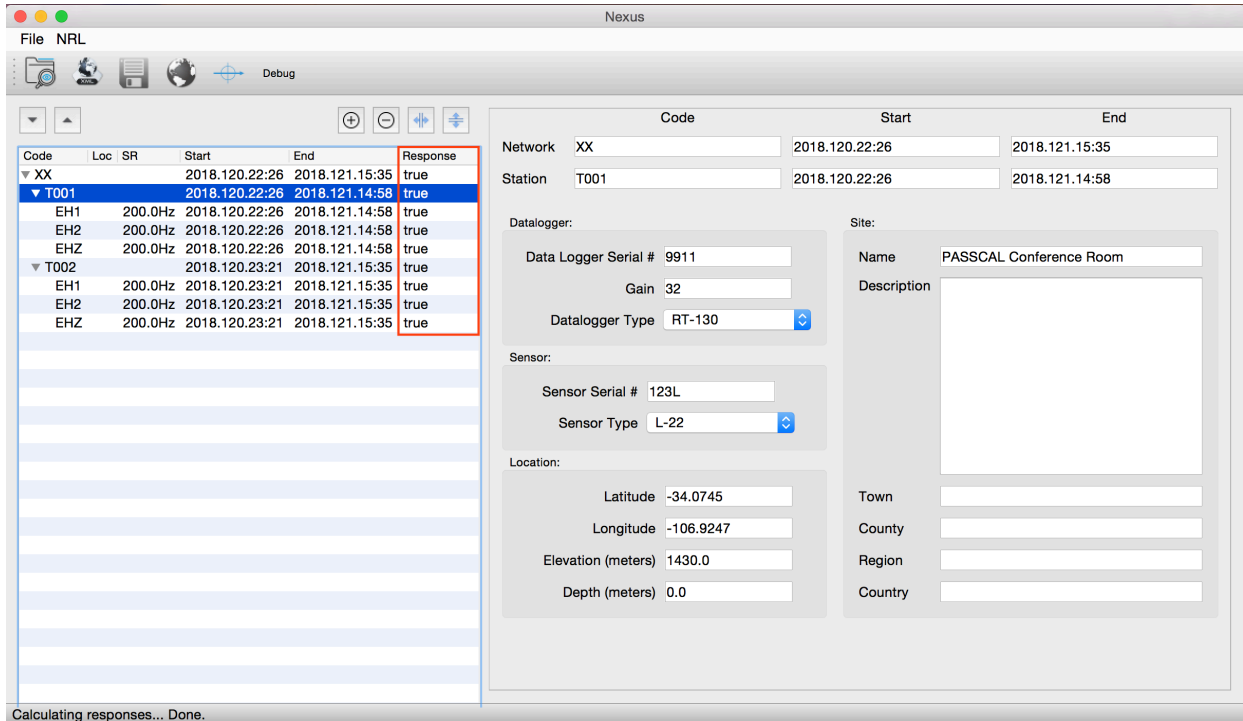 Nexus
File NRL
XML
Debug
Code Loc SR Start End Response
XX 2018.120.22:26 2018.121.15:35 true
T001 2018.120.22:26 2018.121.14:58 true
EH1 200.0Hz 2018.120.22:26 2018.121.14:58 true
EH2 200.0Hz 2018.120.22:26 2018.121.14:58 true
EHZ 200.0Hz 2018.120.22:26 2018.121.14:58 true
T002 2018.120.23:21 2018.121.15:35 true
EH1 200.0Hz 2018.120.23:21 2018.121.15:35 true
EH2 200.0Hz 2018.120.23:21 2018.121.15:35 true
EHZ 200.0Hz 2018.120.23:21 2018.121.15:35 true
Code Start End
Network XX 2018.120.22:26 2018.121.15:35
Station T001 2018.120.22:26 2018.121.14:58
Datalogger:
Data Logger Serial # 9911
Gain 32
Datalogger Type RT-130
Sensor:
Sensor Serial # 123L
Sensor Type L-22
Location:
Latitude -34.0745
Longitude -106.9247
Elevation (meters) 1430.0
Depth (meters) 0.0
Site:
Name PASSCAL Conference Room
Description
Town
County
Region
Country
Calculating responses... Done.